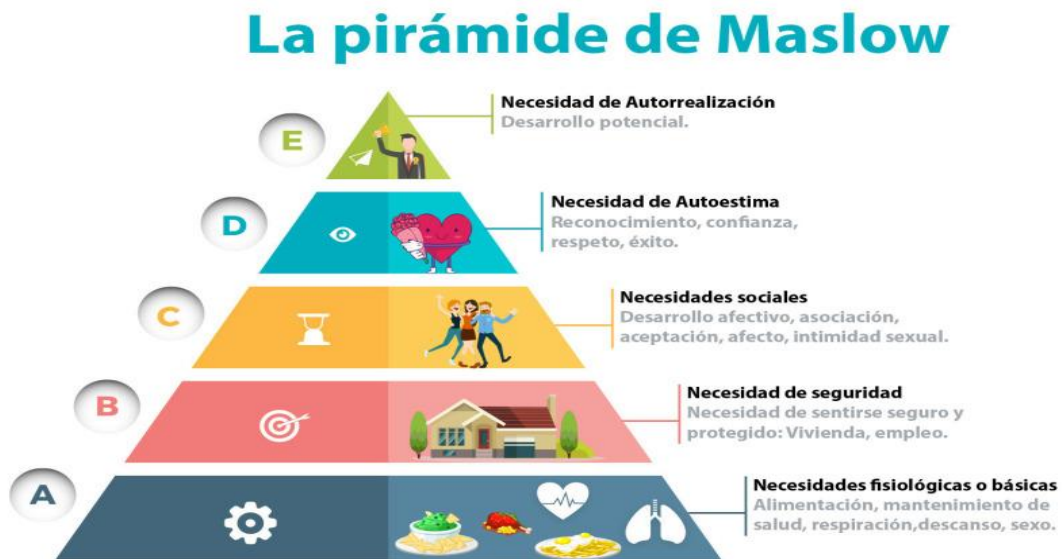 La pirámide de Maslow
E
Necesidad de Autorrealización
Desarrollo potencial.
D
Necesidad de Autoestima
Reconocimiento, confianza,
respeto, éxito.
C
Necesidades sociales
Desarrollo afectivo, asociación,
aceptación, afecto, intimidad sexual.
B
Necesidad de seguridad
Necesidad de sentirse seguro y
protegido: Vivienda, empleo.
A
Necesidades fisiológicas o básicas
Alimentación, mantenimiento de
salud, respiración,descanso, sexo.